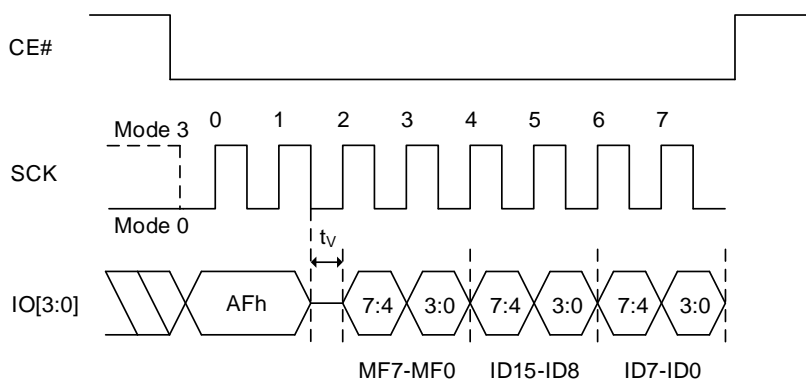 CE#
Mode 3
0 1 2 3 4 5 6 7
SCK
Mode 0
tV
IO[3:0]
AFh 7:4 3:0 7:4 3:0 7:4 3:0
MF7-MF0 ID15-ID8 ID7-ID0